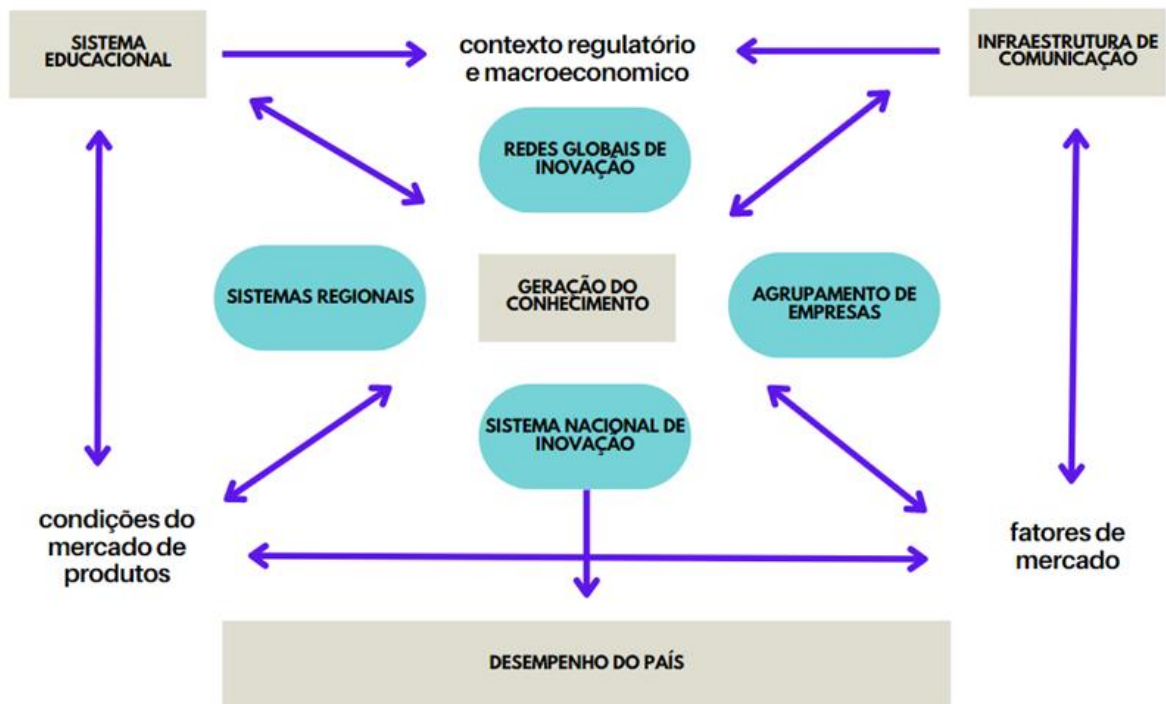 SISTEMA
EDUCACIONAL
contexto regulatório
e macroeconomico
INFRAESTRUTURA DE
COMUNICAÇÃO
REDES GLOBAIS DE
INOVAÇÃO
SISTEMAS REGIONAIS
GERAÇÃO DO
CONHECIMENTO
AGRUPAMENTO DE
EMPRESAS
SISTEMA NACIONAL DE
INOVAÇÃO
condições do
mercado de
produtos
fatores de
mercado
DESEMPENHO DO PAÍS